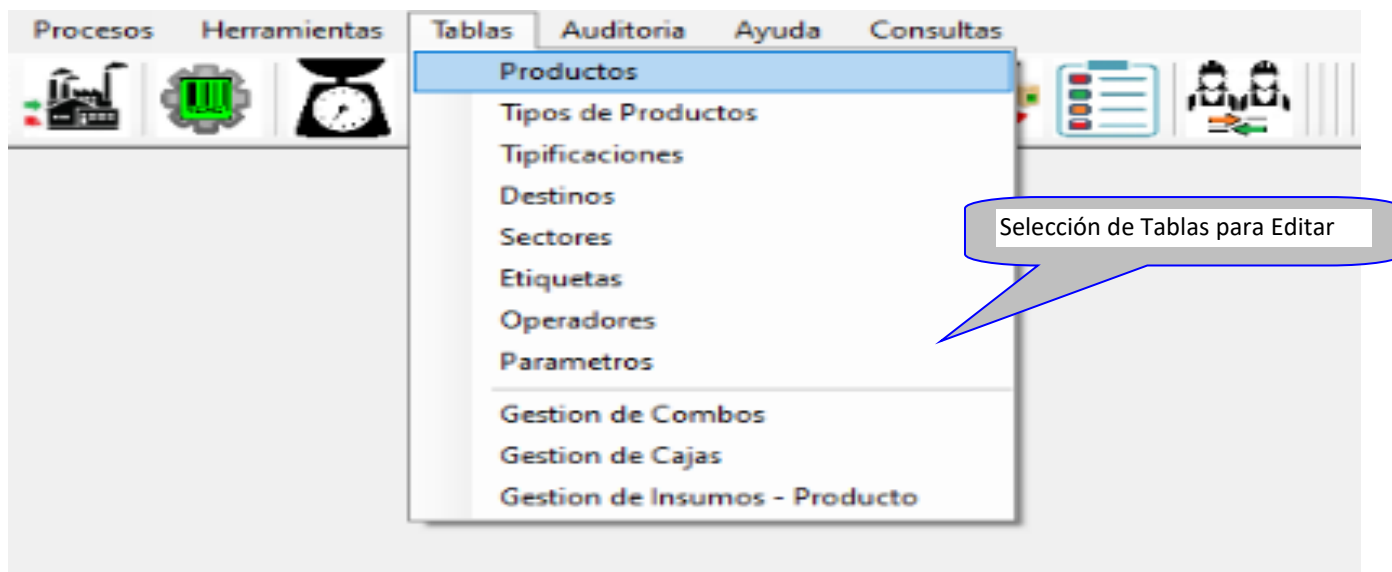 Procesos Herramientas Tablas Auditoria Ayuda Consultas
Productos
Tipos de Productos
Tipificaciones
Destinos
Sectores
Etiquetas
Operadores
Parametros
Gestion de Combos
Gestion de Cajas
Gestion de Insumos - Producto
Selección de Tablas para Editar